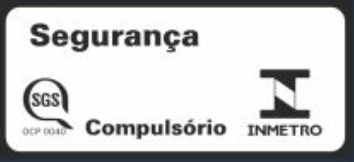 Segurança
SGS
OCP 0040
Compulsório
INMETRO